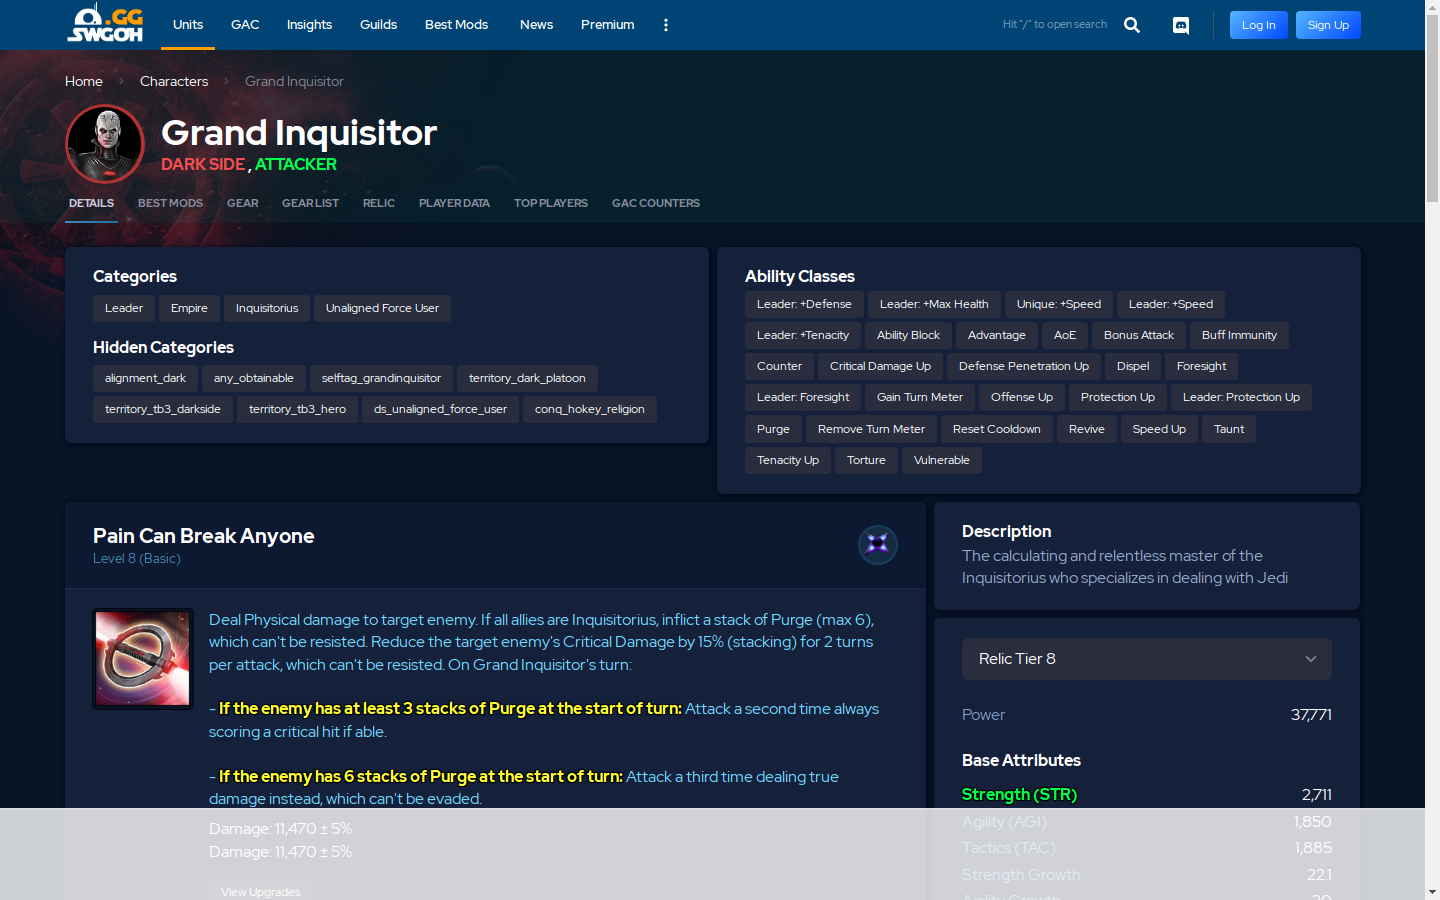 .GG
SWGOH
Units
GAC
Insights
Guilds
Best Mods
News
Premium
Hit "/" to open search
Log In
Sign Up
Home
Characters
Grand Inquisitor
Grand Inquisitor
DARK SIDE , ATTACKER
DETAILS
BEST MODS
GEAR
GEAR LIST
RELIC
PLAYER DATA
TOP PLAYERS
GAC COUNTERS
Categories
Leader
Empire
Inquisitorius
Unaligned Force User
Hidden Categories
alignment_dark
any_obtainable
selftag_grandinquisitor
territory_dark_platoon
territory_tb3_darkside
territory_tb3_hero
ds_unaligned_force_user
conq_hokey_religion
Ability Classes
Leader: +Defense
Leader: +Max Health
Unique: +Speed
Leader: +Speed
Leader: +Tenacity
Ability Block
Advantage
AoE
Bonus Attack
Buff Immunity
Counter
Critical Damage Up
Defense Penetration Up
Dispel
Foresight
Leader: Foresight
Gain Turn Meter
Offense Up
Protection Up
Leader: Protection Up
Purge
Remove Turn Meter
Reset Cooldown
Revive
Speed Up
Taunt
Tenacity Up
Torture
Vulnerable
Pain Can Break Anyone
Level 8 (Basic)
Deal Physical damage to target enemy. If all allies are Inquisitorius, inflict a stack of Purge (max 6),
which can't be resisted. Reduce the target enemy's Critical Damage by 15% (stacking) for 2 turns
per attack, which can't be resisted. On Grand Inquisitor's turn:
- If the enemy has at least 3 stacks of Purge at the start of turn: Attack a second time always
scoring a critical hit if able.
- If the enemy has 6 stacks of Purge at the start of turn: Attack a third time dealing true
damage instead, which can't be evaded.
Damage: 11,470 ± 5%
Damage: 11,470 ± 5%
View Upgrades
Description
The calculating and relentless master of the
Inquisitorius who specializes in dealing with Jedi
Relic Tier 8
Power 37,771
Base Attributes
Strength (STR) 2,711
Agility (AGI) 1,850
Tactics (TAC) 1,885
Strength Growth 22.1
Agility Growth 20